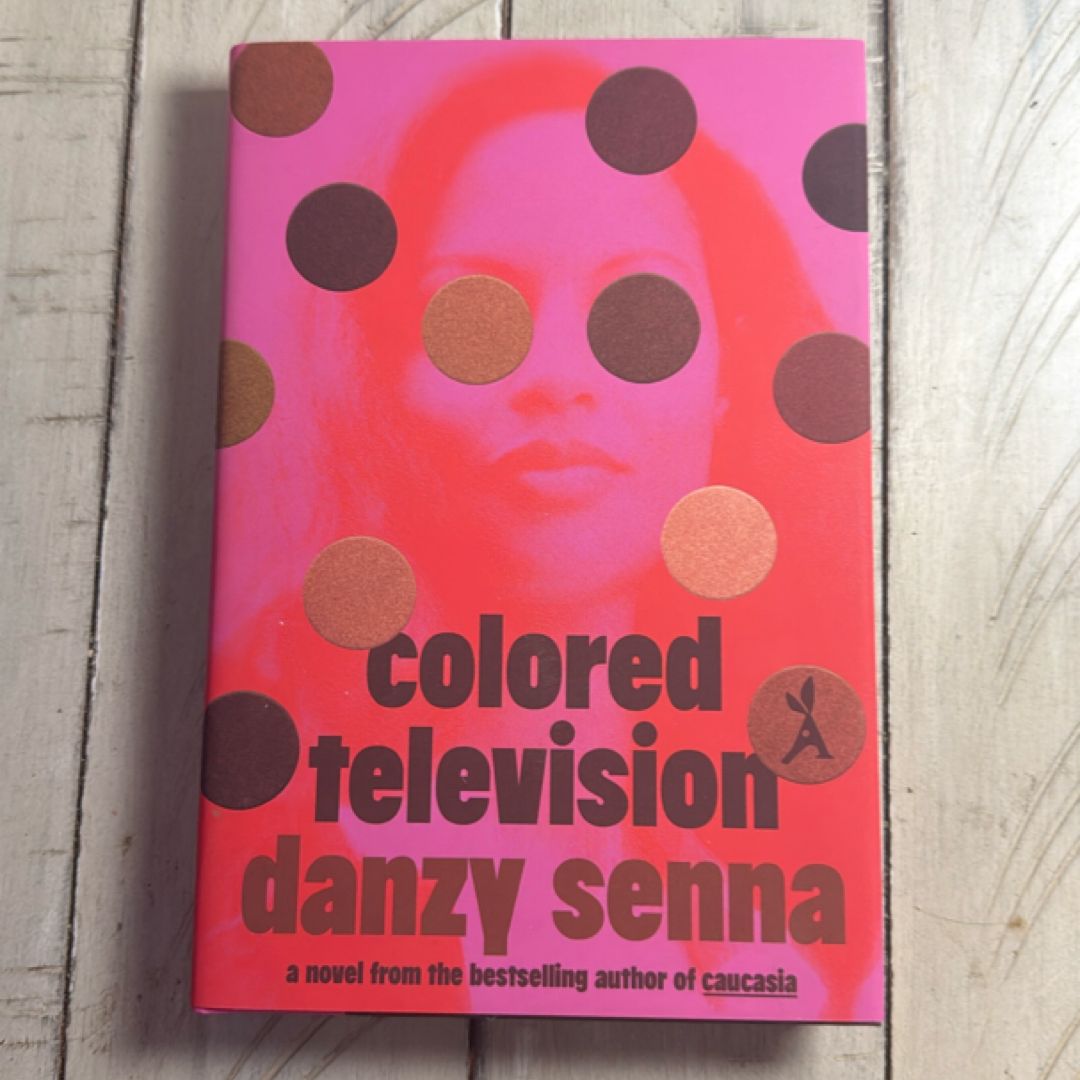 colored
television
danzy senna
a novel from the bestselling author of caucasia
A